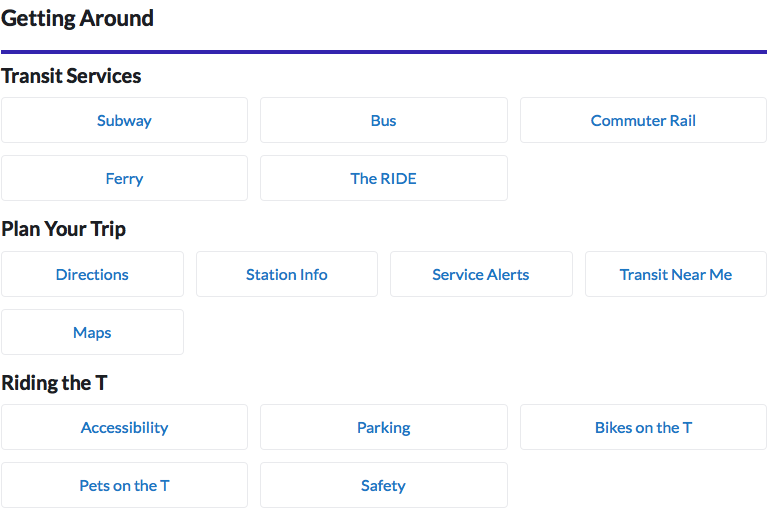 Getting Around
Transit Services
Subway
Bus
Commuter Rail
Ferry
The RIDE
Plan Your Trip
Directions
Station Info
Service Alerts
Transit Near Me
Maps
Riding the T
Accessibility
Parking
Bikes on the T
Pets on the T
Safety